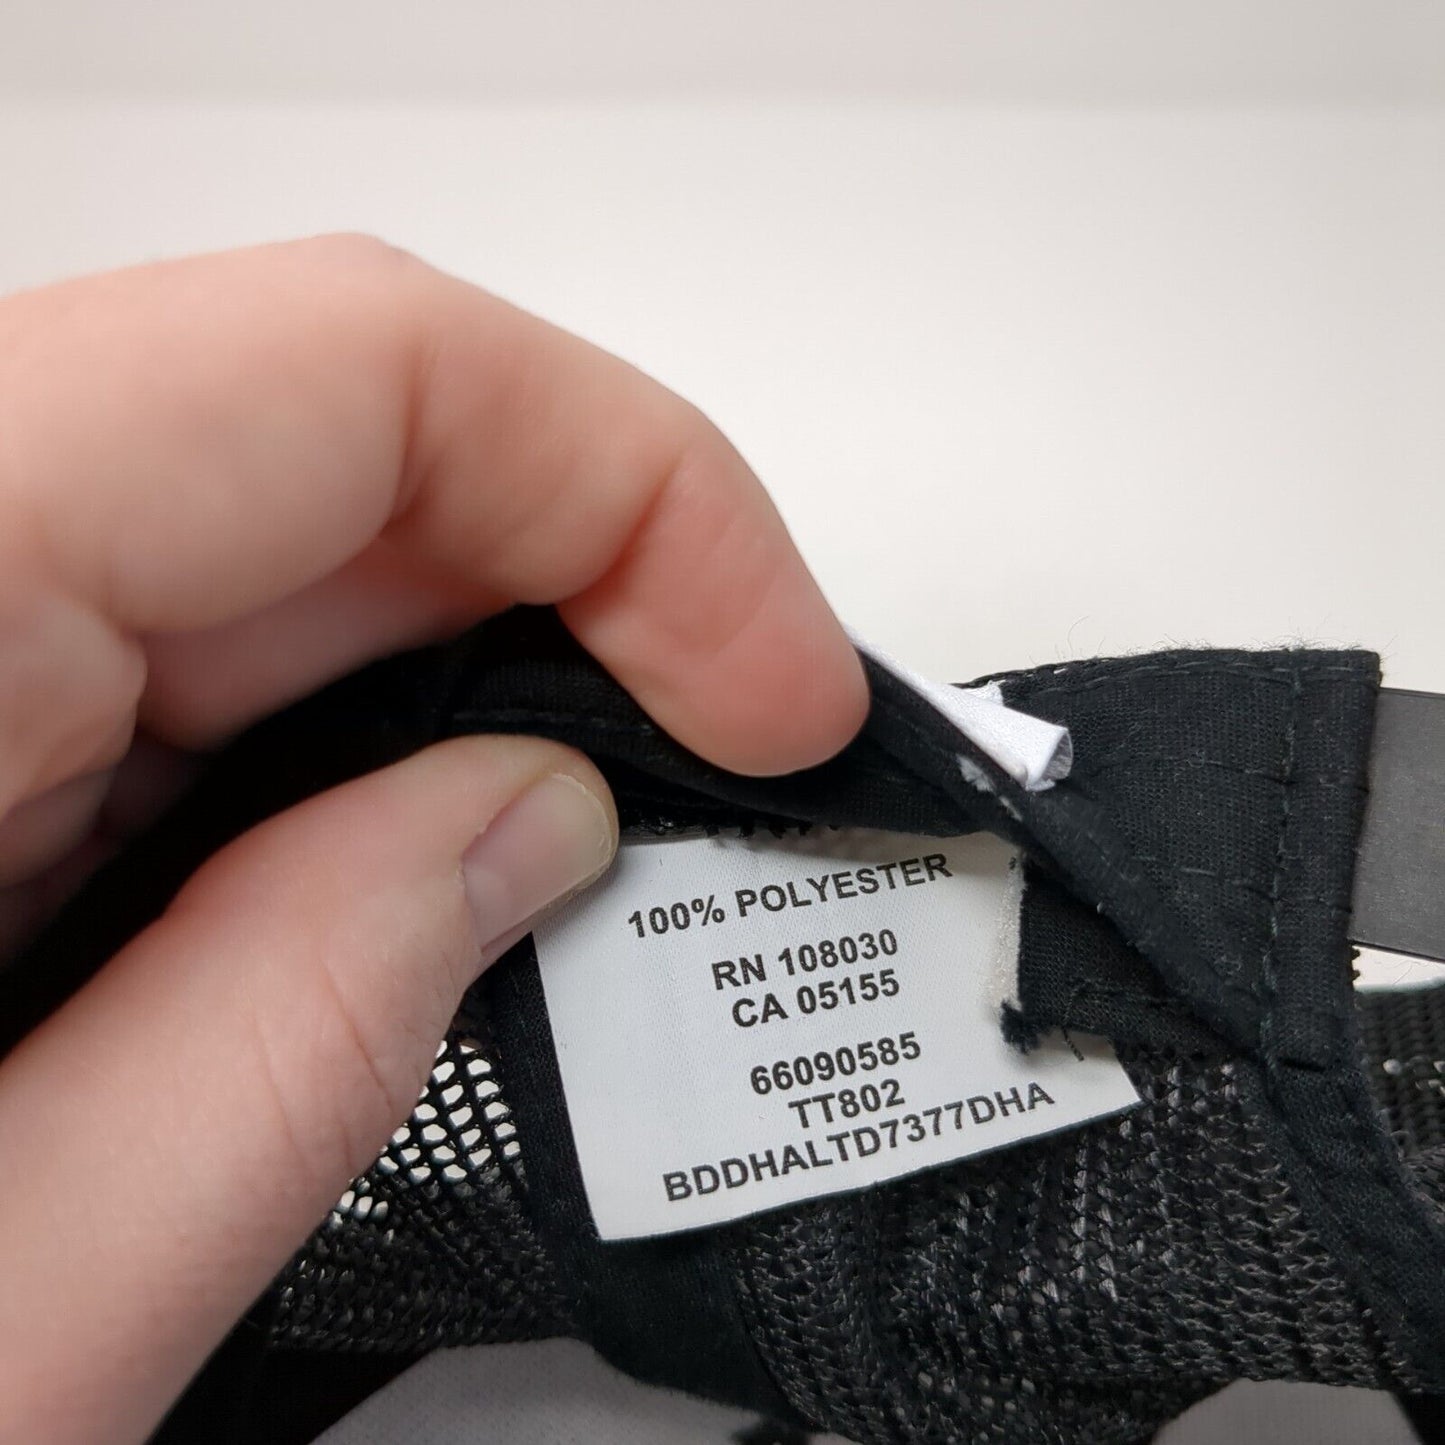 100% POLYESTER
RN 108030
CA 05155
66090585
TT802
BDDHALTD7377DHA